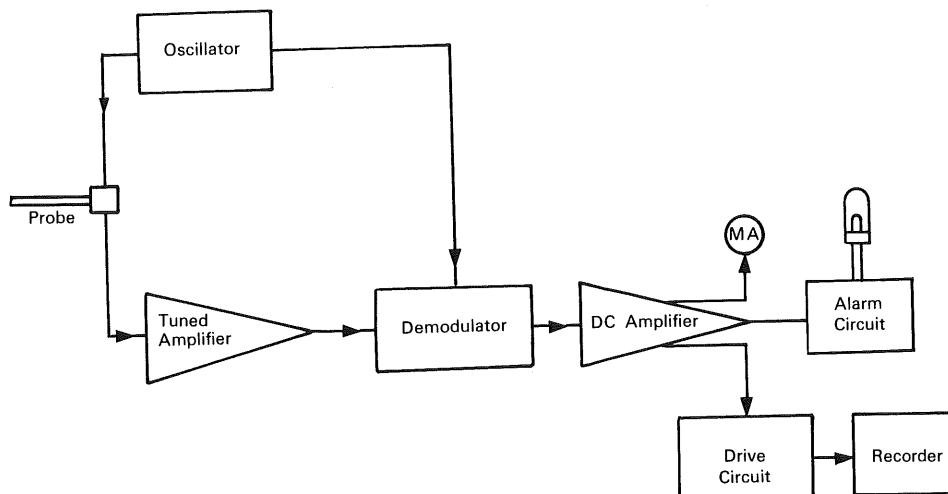 Oscillator
Probe
Tuned
Amplifier
Demodulator
DC Amplifier
MA
Alarm
Circuit
Drive
Circuit
Recorder